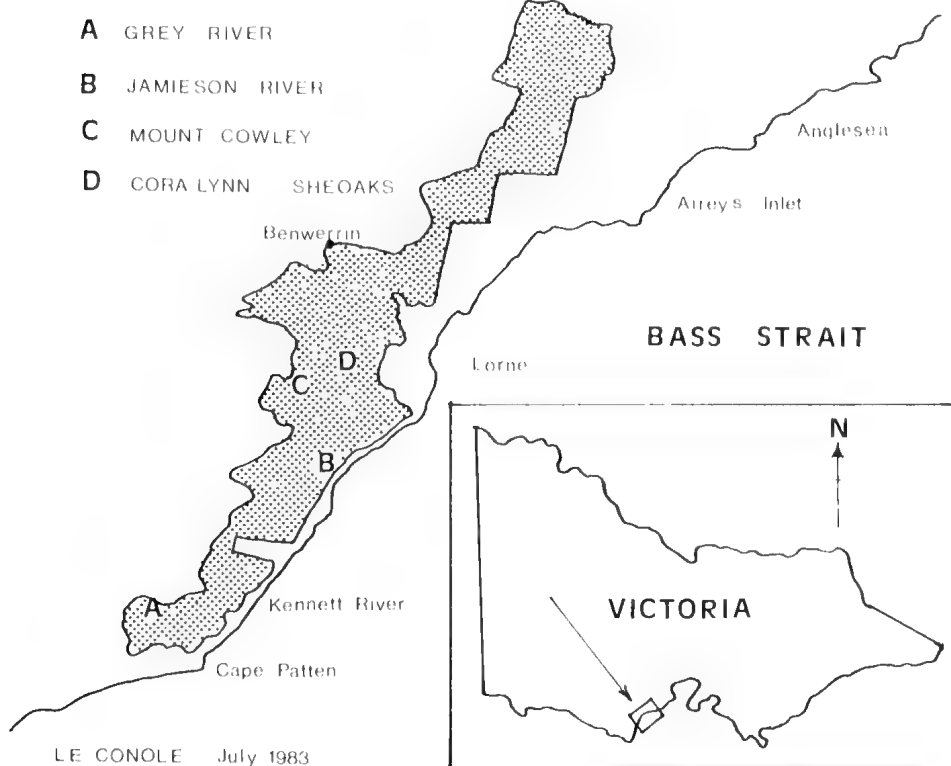 A GREY RIVER
B JAMIESON RIVER
C MOUNT COWLEY
D CORA LYNN SHEOAKS
Benwerrin
Anglesea
Aireys Inlet
BASS STRAIT
Lorne
D
C
B
A
Kennett River
Cape Patten
N
VICTORIA
LE CONOLE July 1983